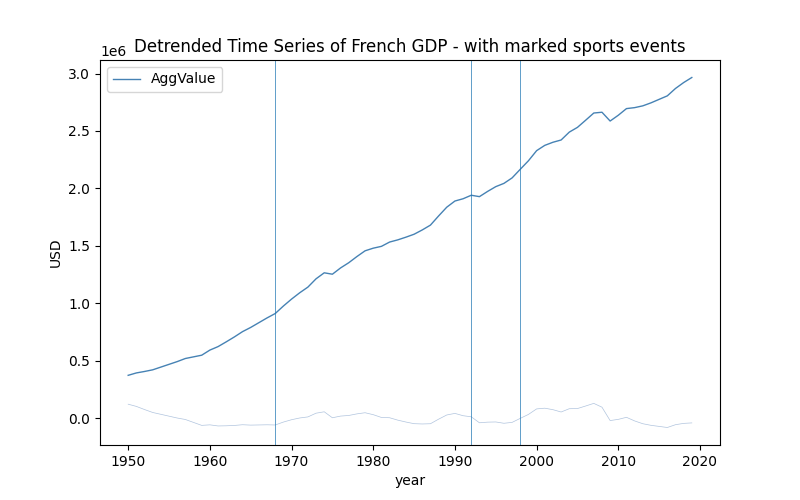 Detrended Time Series of French GDP - with marked sports events
1e6
AggValue
3.0
2.5
2.0
1.5
1.0
0.5
0.0
USD
1950 1960 1970 1980 1990 2000 2010 2020
year